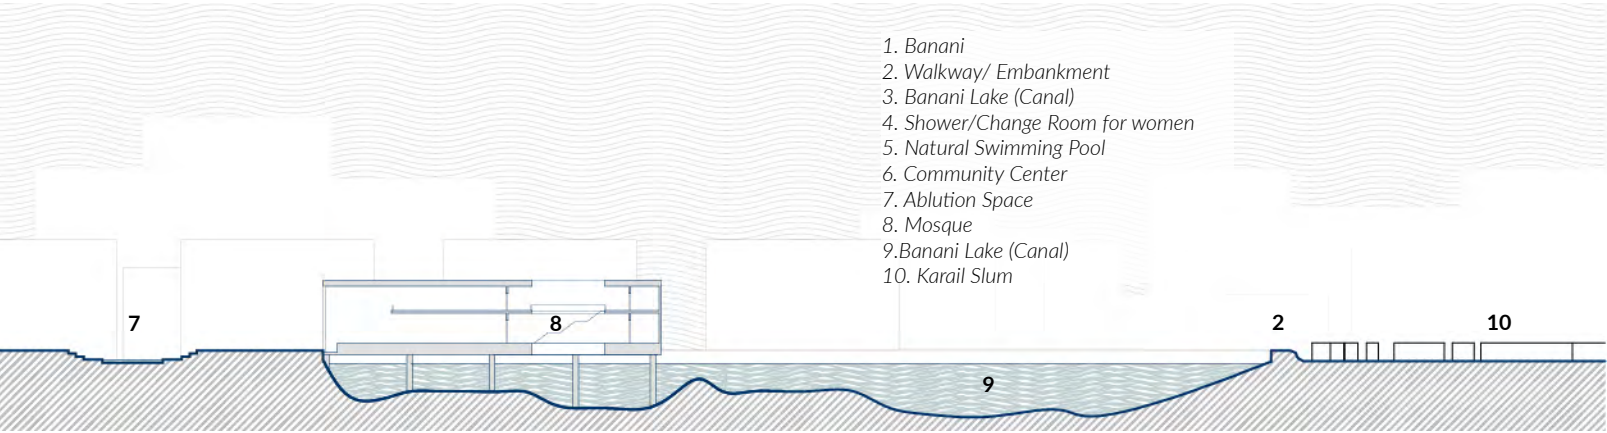 1. Banani
2. Walkway/ Embankment
3. Banani Lake (Canal)
4. Shower/Change Room for women
5. Natural Swimming Pool
6. Community Center
7. Ablution Space
8. Mosque
9.Banani Lake (Canal)
10. Karail Slum
7
8
2
10
9